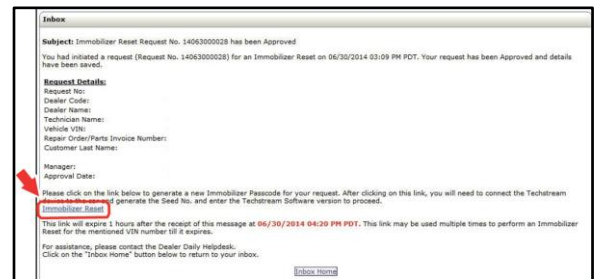 Inbox
Subject: Immobilizer Reset Request No. 14063000028 has been Approved
You had initiated a request (Request No. 14063000028) for an Immobilizer Reset on 06/30/2014 03:09 PM PDT. Your request has been Approved and details
have been saved.
Request Details:
Request No:
Dealer Code:
Dealer Name:
Technician Name:
Vehicle VIN:
Repair Order/Parts Invoice Number:
Customer Last Name:
Manager:
Approval Date:
Please click on the link below to generate a new Immobilizer Passcode for your request. After clicking on this link, you will need to connect the Techstream
device to the car and generate the Seed No. and enter the Techstream Software version to proceed.
Immobilizer Reset
This link will expire 1 hours after the receipt of this message at 06/30/2014 04:20 PM PDT. This link may be used multiple times to perform an Immobilizer
Reset for the mentioned VIN number till it expires.
For assistance, please contact the Dealer Daily Helpdesk.
Click on the "Inbox Home" button below to return to your inbox.
Inbox Home